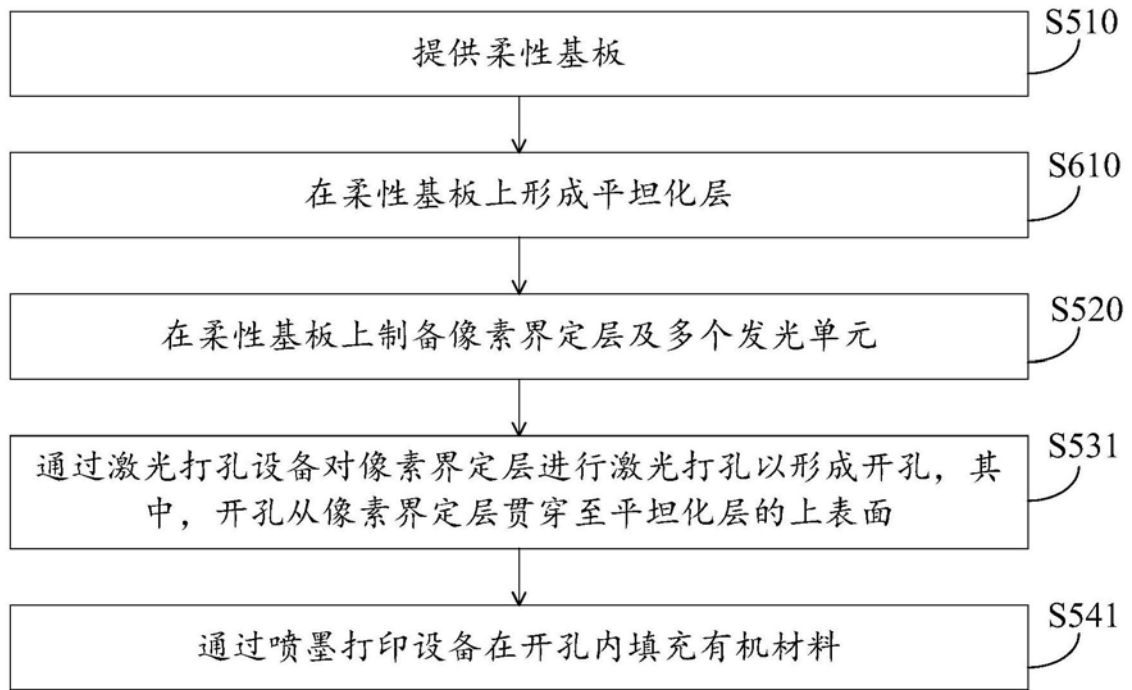 S510
提供柔性基板
S610
在柔性基板上形成平坦化层
S520
在柔性基板上制备像素界定层及多个发光单元
S531
通过激光打孔设备对像素界定层进行激光打孔以形成开孔，其
中，开孔从像素界定层贯穿至平坦化层的上表面
S541
通过喷墨打印设备在开孔内填充有机材料